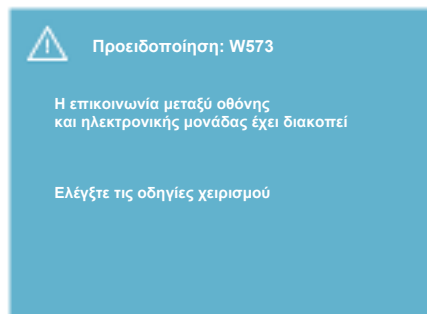 Προειδοποίηση: W573
Η επικοινωνία μεταξύ οθόνης
και ηλεκτρονικής μονάδας έχει διακοπεί
Ελέγξτε τις οδηγίες χειρισμού